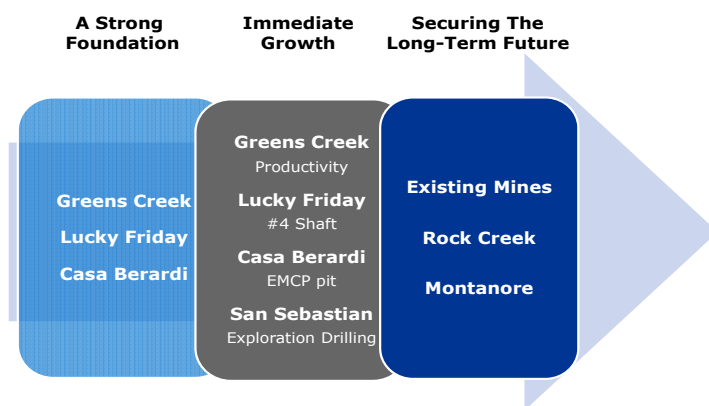 A Strong
Foundation
Immediate
Growth
Securing The
Long-Term Future
Greens Creek
Lucky Friday
Casa Berardi
Greens Creek
Productivity
Lucky Friday
#4 Shaft
Casa Berardi
EMCP pit
San Sebastian
Exploration Drilling
Existing Mines
Rock Creek
Montanore